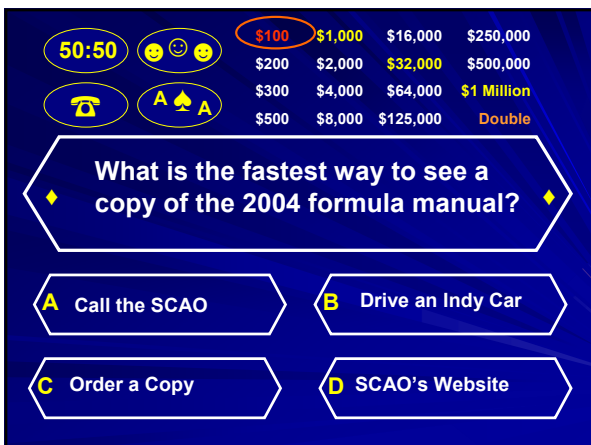 50:50
$100 $1,000 $16,000 $250,000
$200 $2,000 $32,000 $500,000
$300 $4,000 $64,000 $1 Million
$500 $8,000 $125,000 Double
A A
What is the fastest way to see a
copy of the 2004 formula manual?
A Call the SCAO
B Drive an Indy Car
C Order a Copy
D SCAO's Website